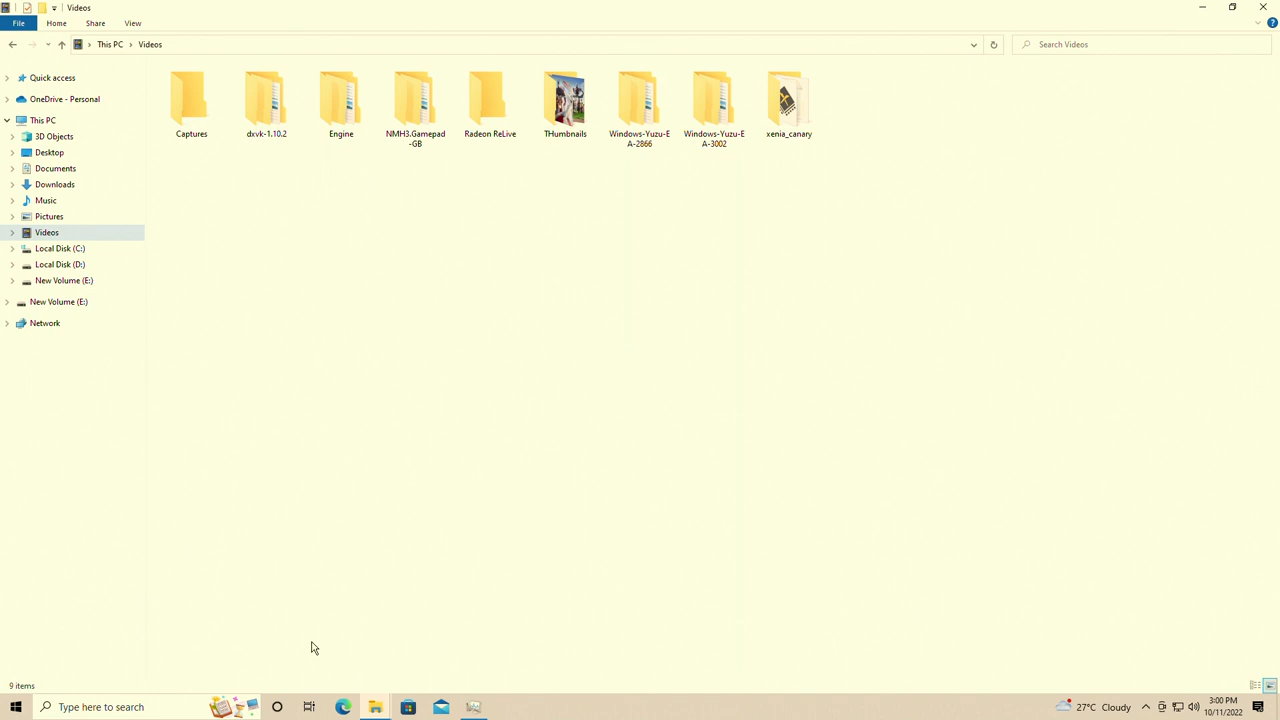 Videos
File Home Share View
This PC Videos
Search Videos
Quick access
OneDrive - Personal
This PC
3D Objects
Desktop
Documents
Downloads
Music
Pictures
Videos
Local Disk (C:)
Local Disk (D:)
New Volume (E:)
New Volume (E:)
Network
Captures dxvk-1.10.2 Engine NMH3.Gamepad Radeon ReLive THumbnails Windows-Yuzu-E Windows-Yuzu-E xenia_canary
-GB A-2866 A-3002
9 items
Type here to search
27°C Cloudy
3:00 PM
10/11/2022